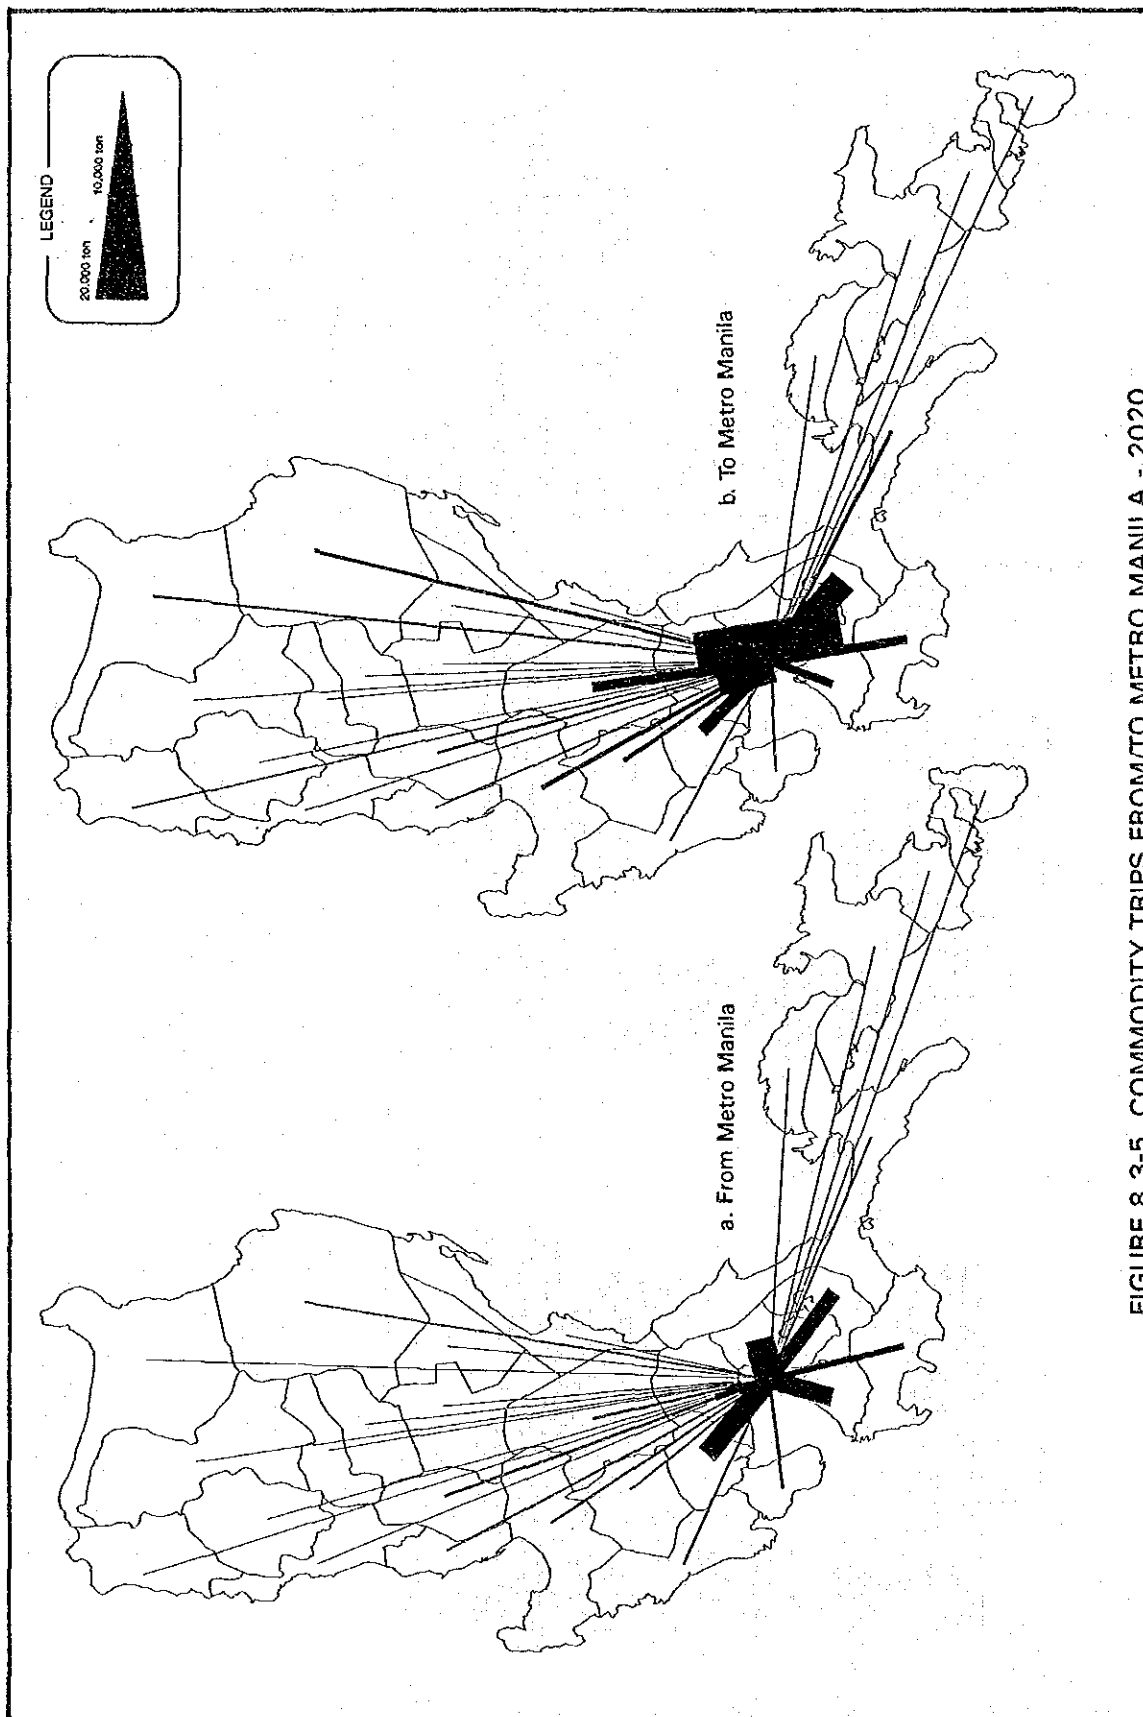 LEGEND
20,000 ton
10,000 ton
b. To Metro Manila
a. From Metro Manila
FIGURE 8.3-5 COMMODITY TRIPS FROM/TO METRO MANILA - 2020